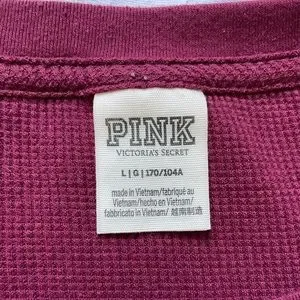 PINK
VICTORIA'S SECRET
L | G | 170/104A
made in Vietnam/fabriqué au
Vietnam/hecho en Vietnam/
fabbricato in Vietnam/ 越南制造